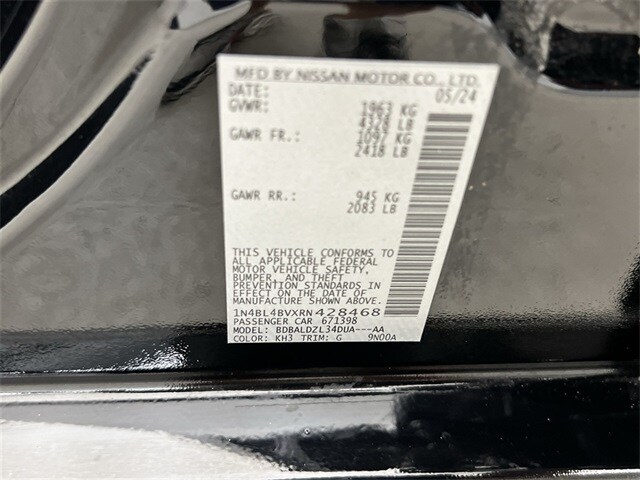 MFD BY NISSAN MOTOR CO., LTD.
DATE: 05/24
GVWR: 1963 KG
4329 LB
GAWR FR.: 1097 KG
2418 LB
GAWR RR.: 945 KG
2083 LB
THIS VEHICLE CONFORMS TO
ALL APPLICABLE FEDERAL
MOTOR VEHICLE SAFETY,
BUMPER, AND THEFT
PREVENTION STANDARDS IN
EFFECT ON THE DATE OF
MANUFACTURE SHOWN ABOVE.
1N4BL4BVXRN428468
PASSENGER CAR 671398
MODEL: BDBALDZL34DUA---AA
COLOR: KH3 TRIM: G 9N00A